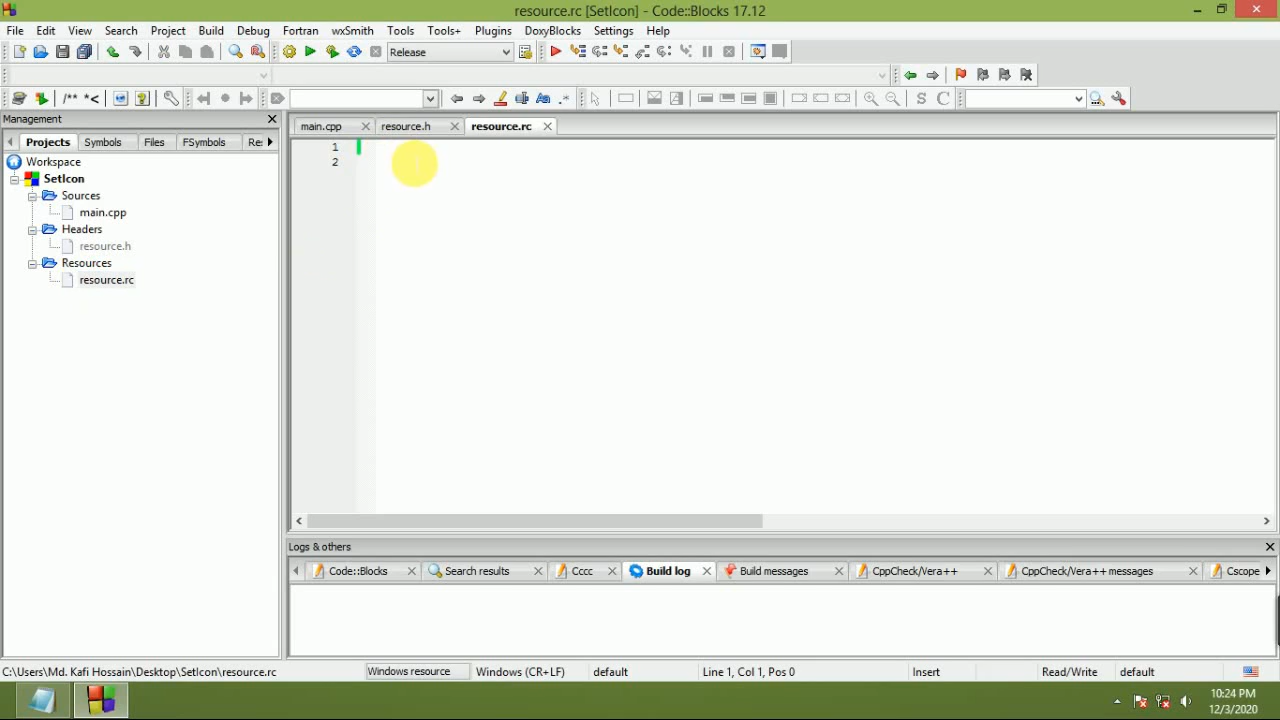 resource.rc [SetIcon] - Code::Blocks 17.12
File Edit View Search Project Build Debug Fortran wxSmith Tools Tools+ Plugins DoxyBlocks Settings Help
Release
/** *<
.*
S C
Management
Projects Symbols Files FSymbols Re
main.cpp resource.h resource.rc
Workspace
SetIcon
Sources
main.cpp
Headers
resource.h
Resources
resource.rc
1
2
Logs & others
Code::Blocks Search results Cccc Build log Build messages CppCheck/Vera++ CppCheck/Vera++ messages Cscope
C:\Users\Md. Kafi Hossain\Desktop\SetIcon\resource.rc Windows resource Windows (CR+LF) default Line 1, Col 1, Pos 0 Insert Read/Write default
10:24 PM
12/3/2020